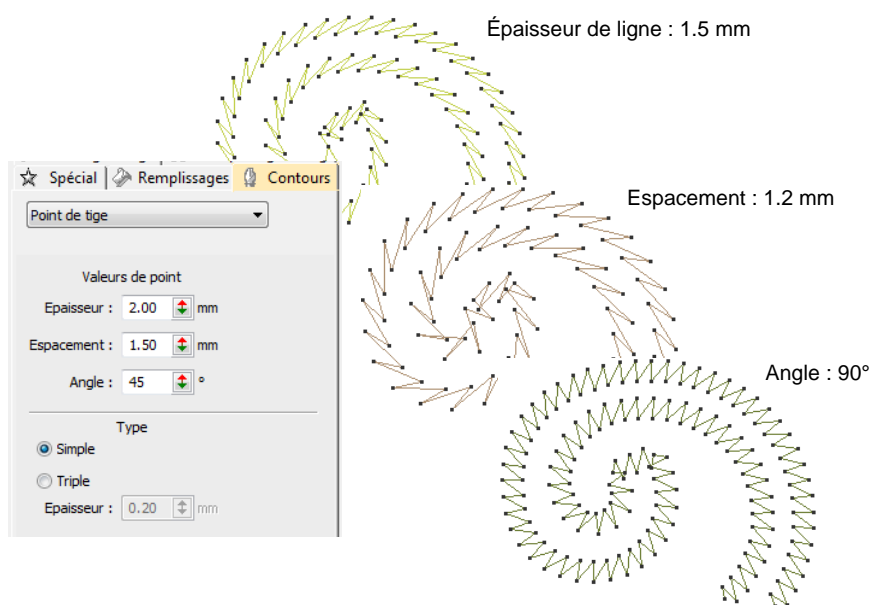 Épaisseur de ligne : 1.5 mm
Spécial Remplissages Contours
Point de tige
Espacement : 1.2 mm
Valeurs de point
Epaisseur : 2.00 mm
Espacement : 1.50 mm
Angle : 45 °
Angle : 90°
Type
Simple
Triple
Epaisseur : 0.20 mm